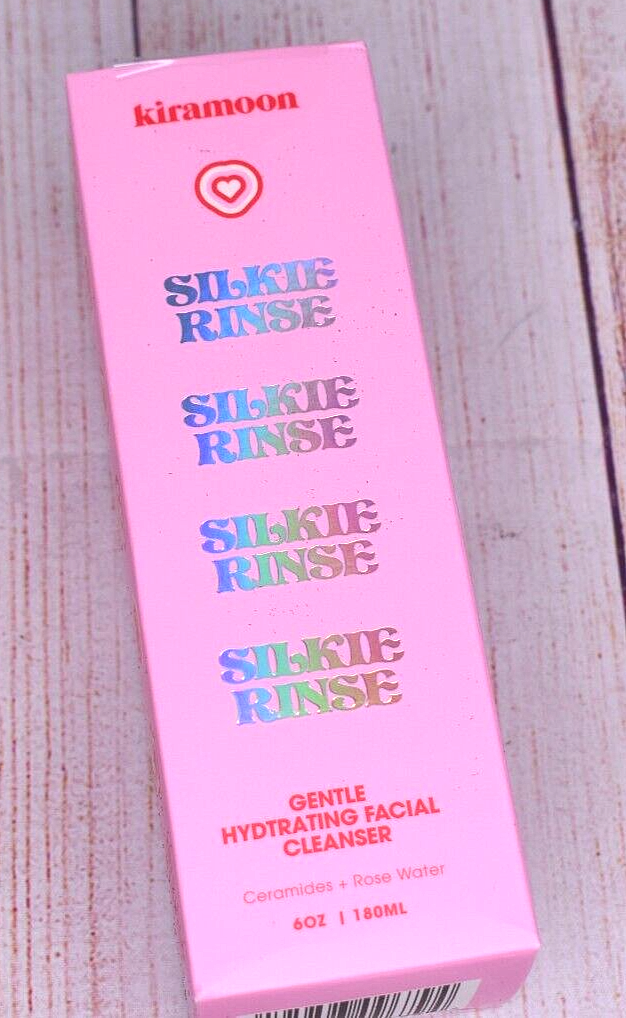 kiramoon
SILKIE
RINSE
SILKIE
RINSE
SILKIE
RINSE
SILKIE
RINSE
GENTLE
HYDTRATING FACIAL
CLEANSER
Ceramides + Rose Water
6OZ | 180ML